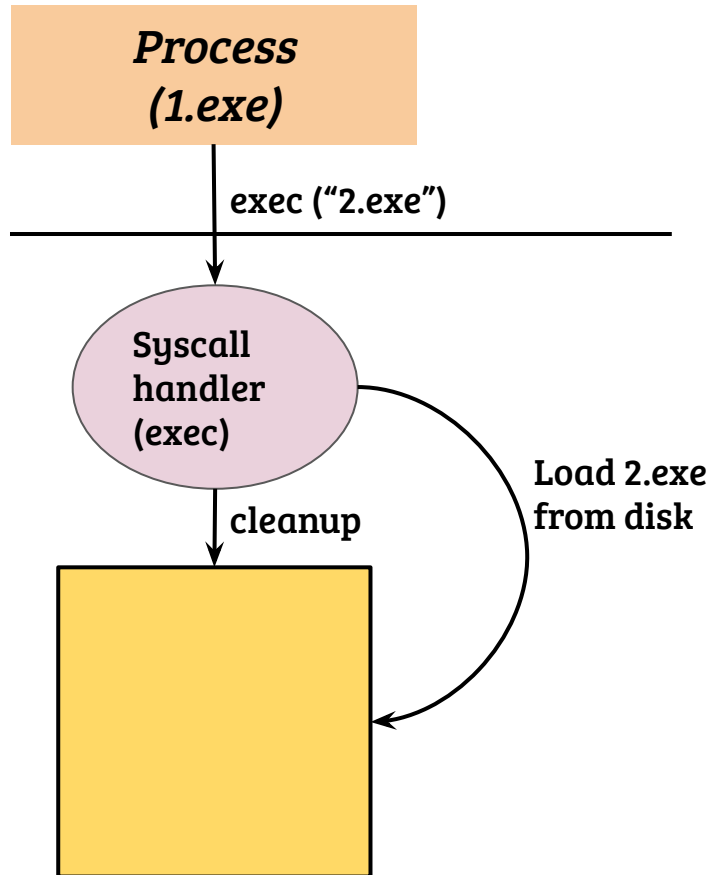 Process
(1.exe)
exec (“2.exe”)
Syscall
handler
(exec)
Load 2.exe
from disk
cleanup